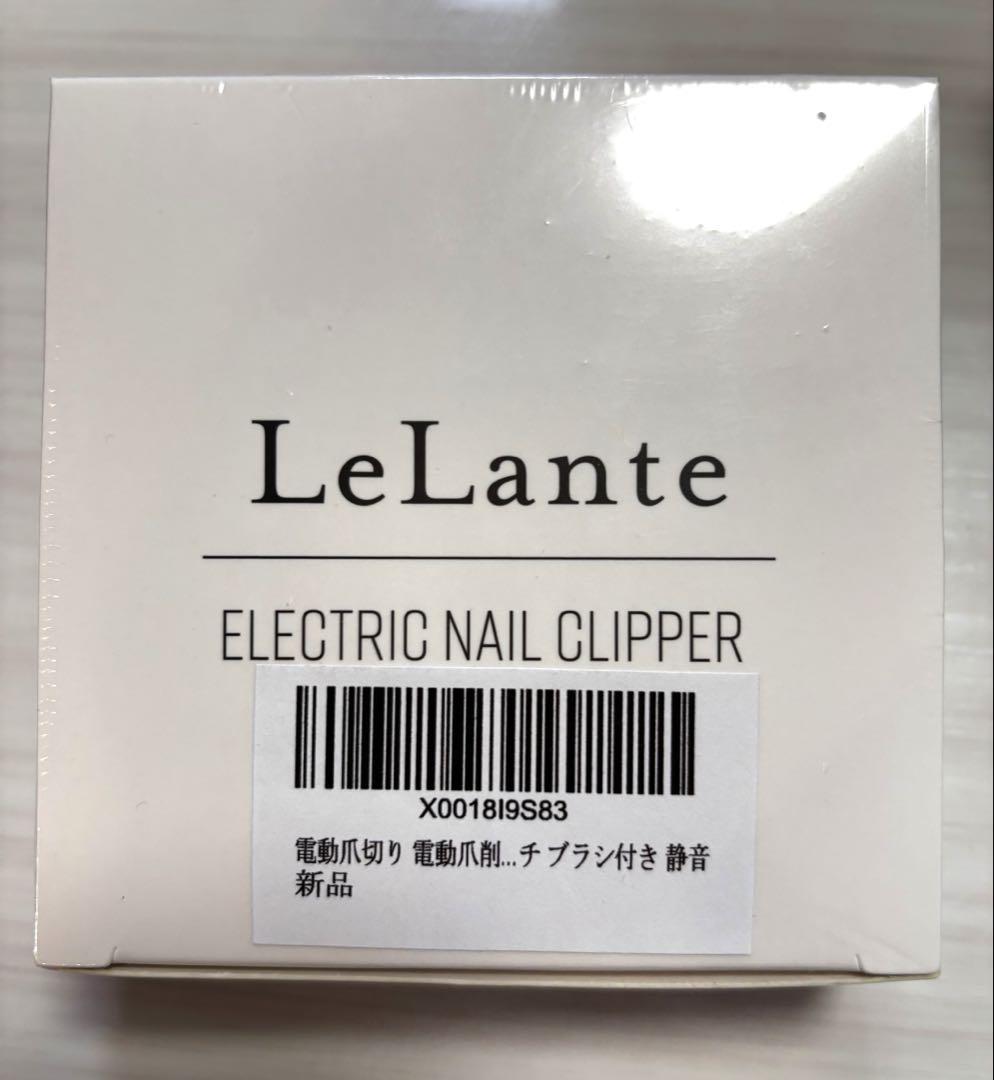 LeLante
ELECTRIC NAIL CLIPPER
X0018I9S83
電動爪切り 電動爪削...チ ブラシ付き 静音
新品